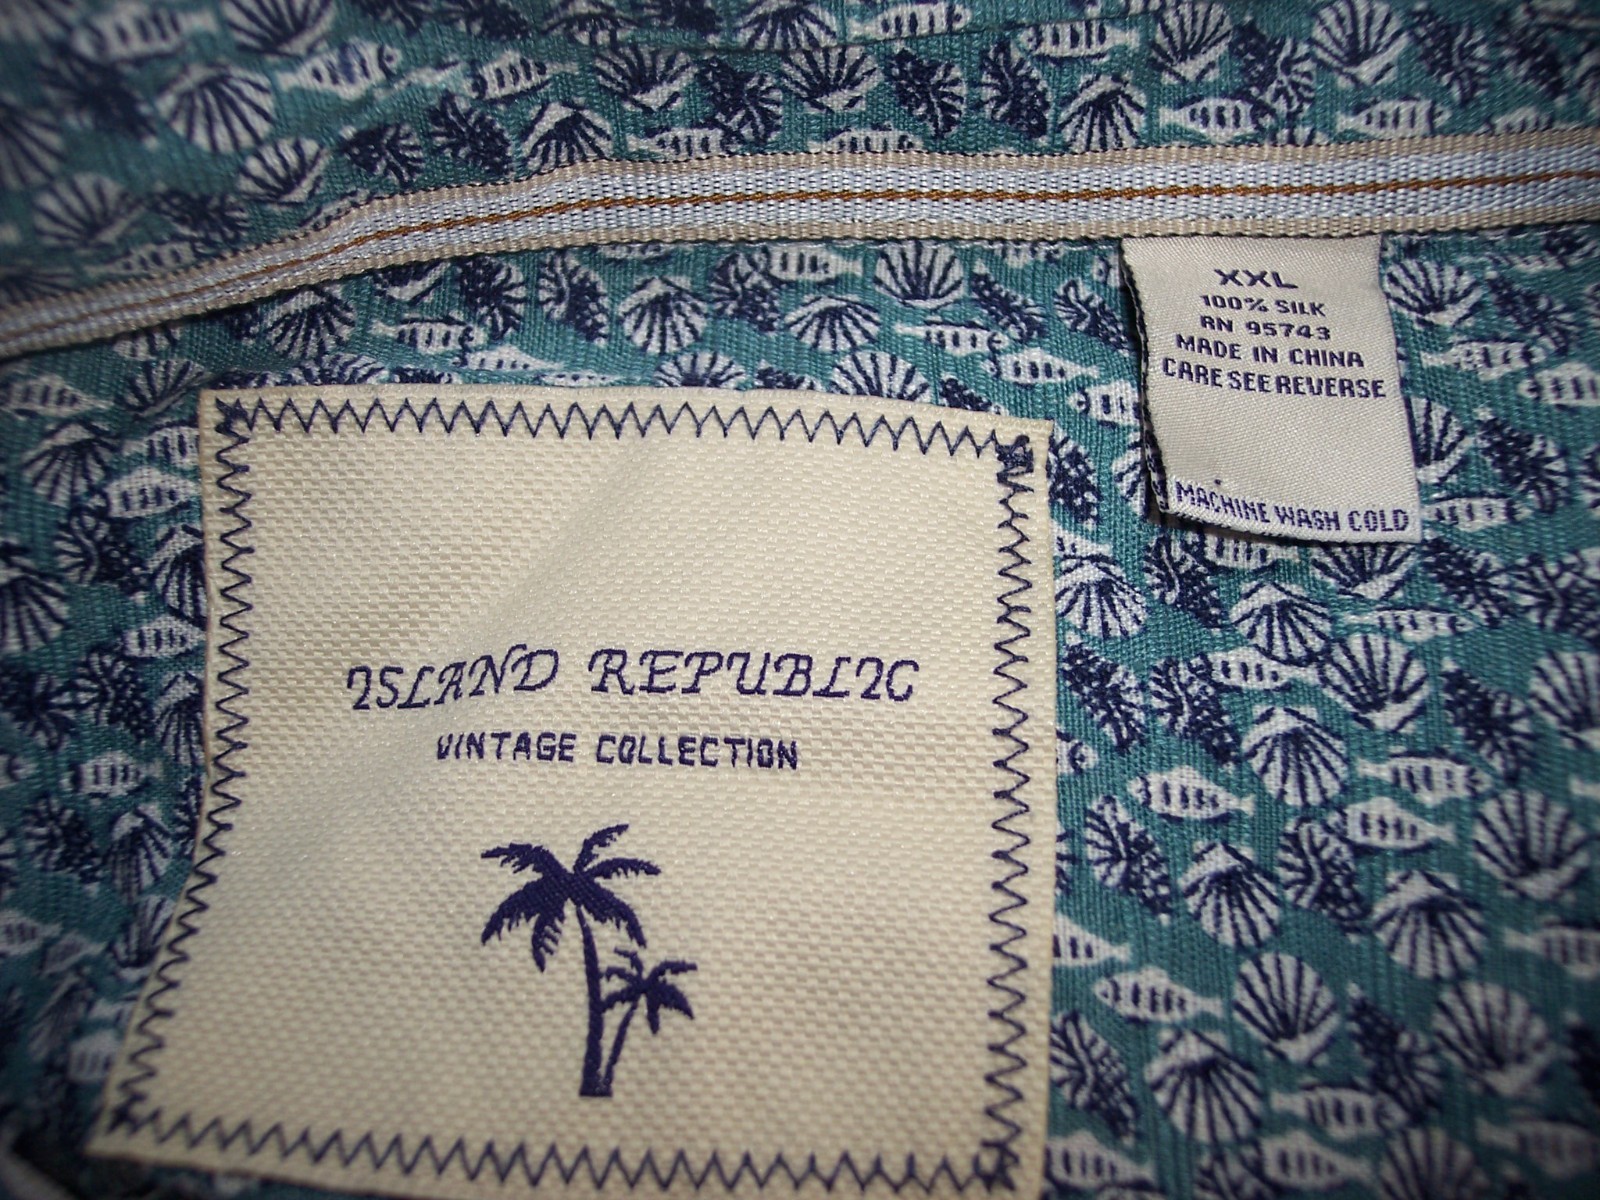 XXL
100% SILK
RN 95743
MADE IN CHINA
CARE SEE REVERSE
MACHINE WASH COLD
ISLAND REPUBLIC
VINTAGE COLLECTION